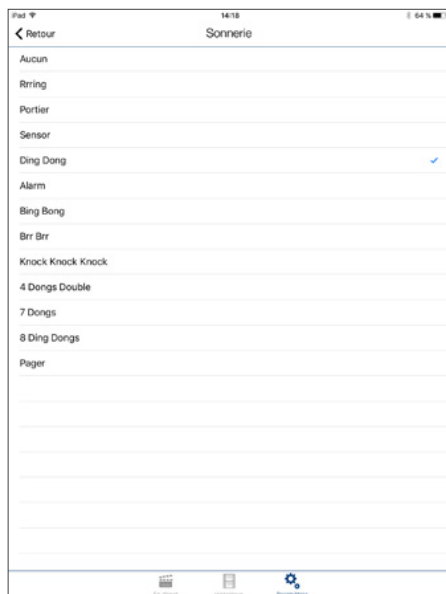 iPad 14:18 64 %
Retour Sonnerie
Aucun
Rrring
Portier
Sensor
Ding Dong
Alarm
Bing Bong
Brr Brr
Knock Knock Knock
4 Dongs Double
7 Dongs
8 Ding Dongs
Pager